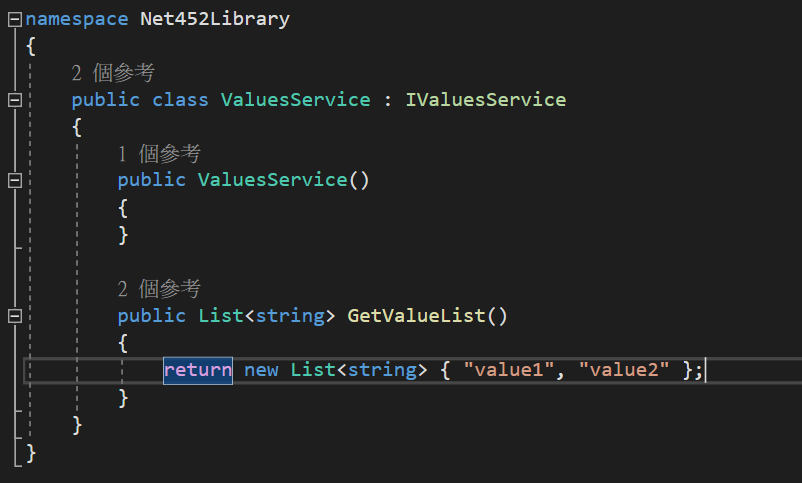 namespace Net452Library
{
2 個參考
public class ValuesService : IValuesService
{
1 個參考
public ValuesService()
{
}
2 個參考
public List<string> GetValueList()
{
return new List<string> { "value1", "value2" };
}
}
}